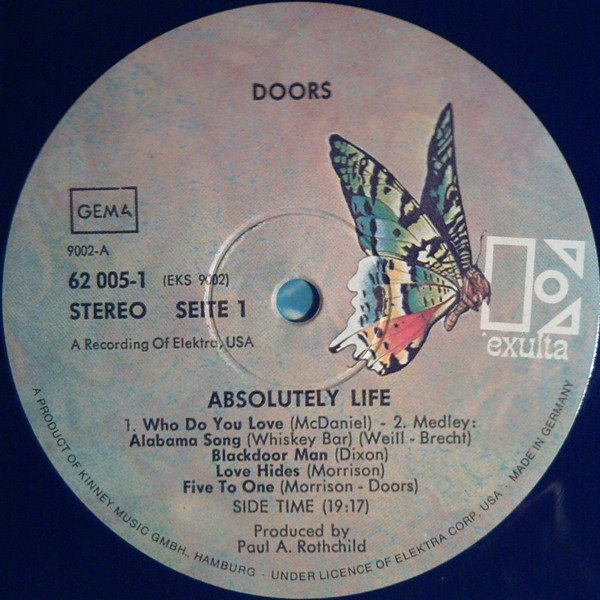 DOORS
GEMA
9002-A
62 005-1 (EKS 9002)
STEREO SEITE 1
A Recording Of Elektra, USA
exulta
ABSOLUTELY LIFE
1. Who Do You Love (McDaniel) - 2. Medley:
Alabama Song (Whiskey Bar) (Weill - Brecht)
Blackdoor Man (Dixon)
Love Hides (Morrison)
Five To One (Morrison - Doors)
SIDE TIME (19:17)
Produced by
Paul A. Rothchild
A PRODUCT OF KINNEY MUSIC GMBH., HAMBURG · UNDER LICENCE OF ELEKTRA CORP. USA · MADE IN GERMANY